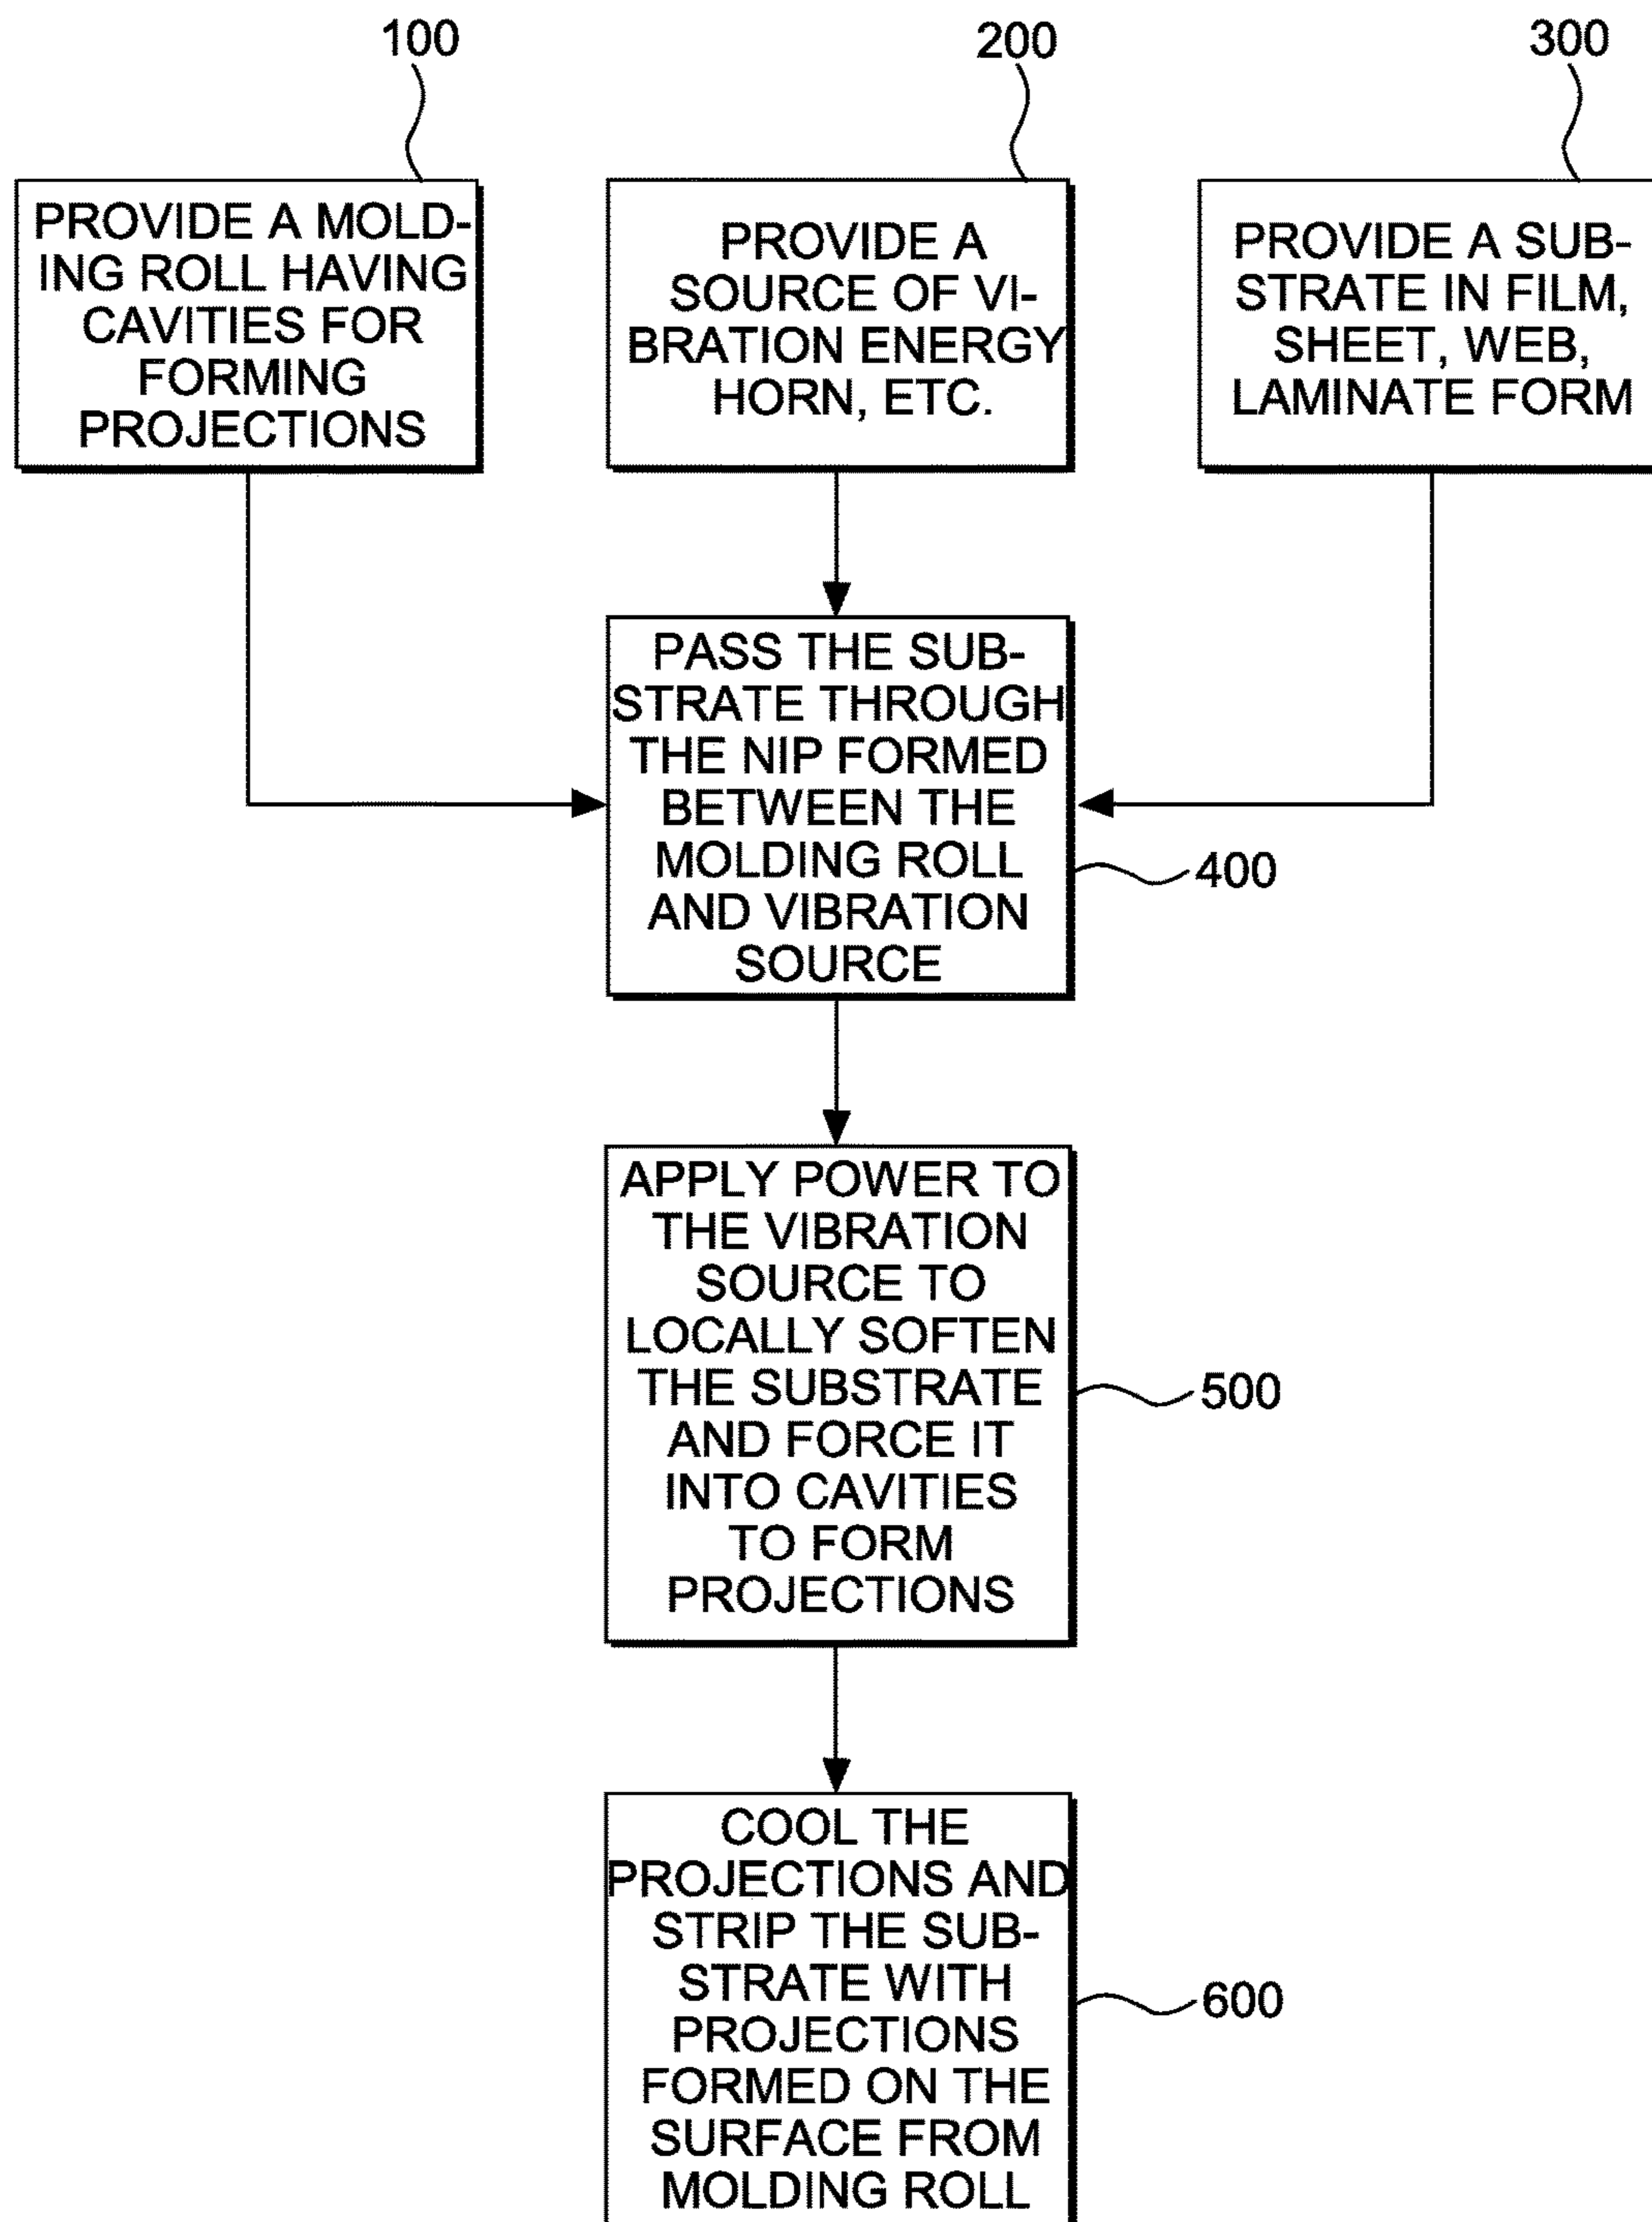 100
200
300
PROVIDE A MOLD-
ING ROLL HAVING
CAVITIES FOR
FORMING
PROJECTIONS
PROVIDE A
SOURCE OF VI-
BRATION ENERGY
HORN, ETC.
PROVIDE A SUB-
STRATE IN FILM,
SHEET, WEB,
LAMINATE FORM
PASS THE SUB-
STRATE THROUGH
THE NIP FORMED
BETWEEN THE
MOLDING ROLL
AND VIBRATION
SOURCE
400
APPLY POWER TO
THE VIBRATION
SOURCE TO
LOCALLY SOFTEN
THE SUBSTRATE
AND FORCE IT
INTO CAVITIES
TO FORM
PROJECTIONS
500
COOL THE
PROJECTIONS AND
STRIP THE SUB-
STRATE WITH
PROJECTIONS
FORMED ON THE
SURFACE FROM
MOLDING ROLL
600